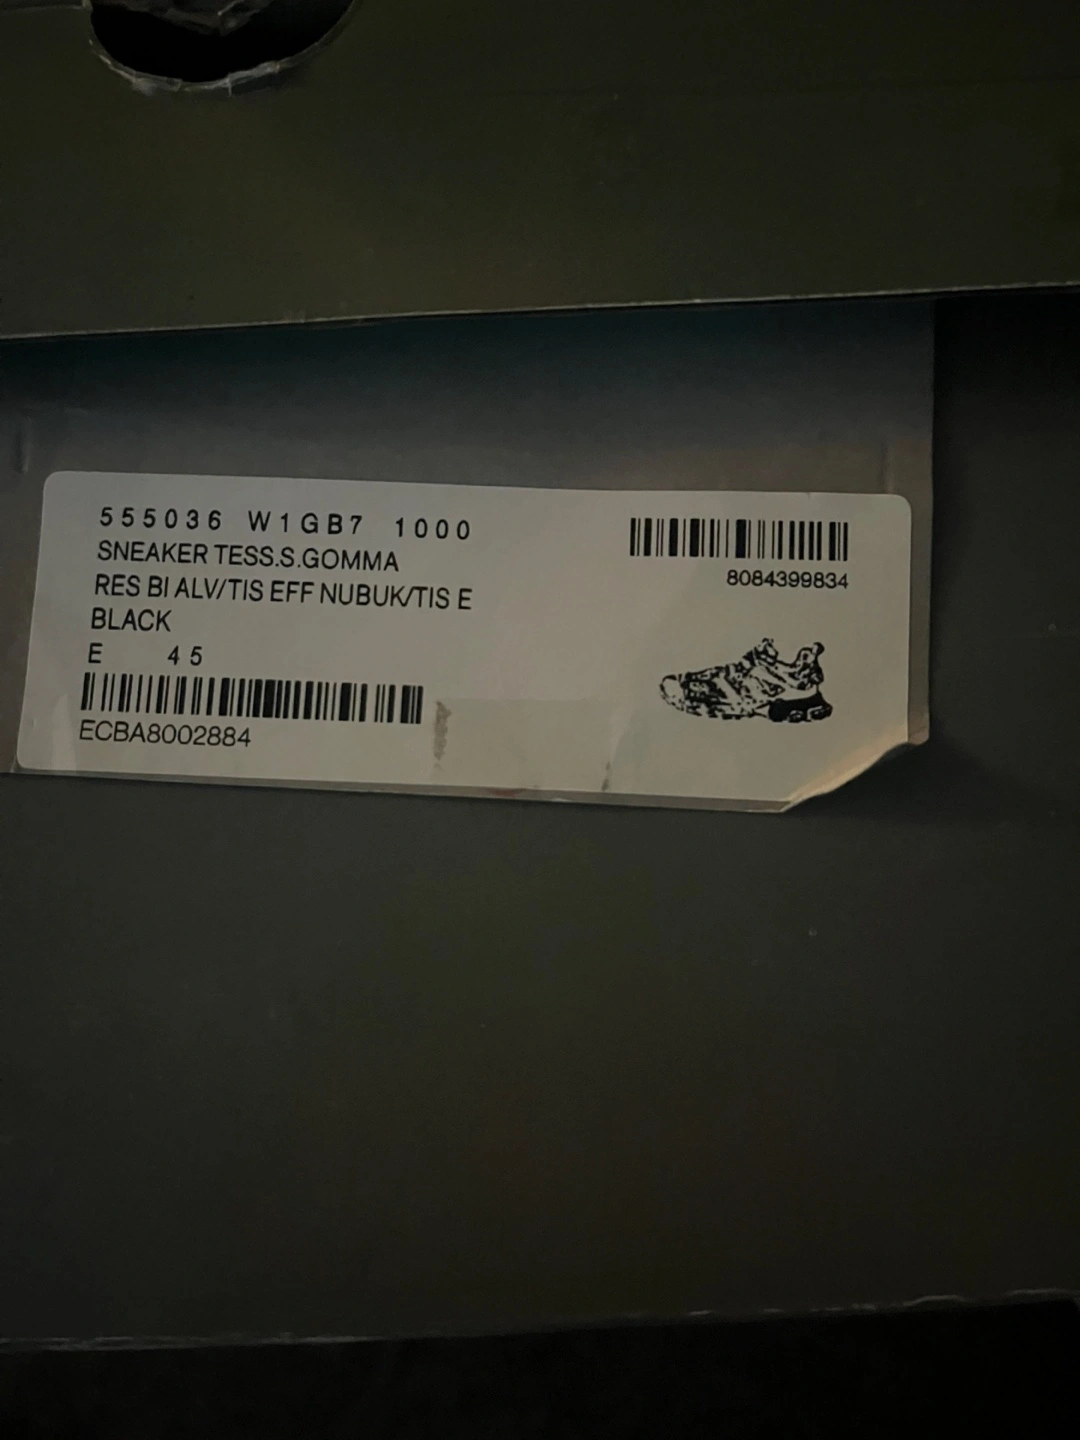 555036 W1GB7 1000
SNEAKER TESS.S.GOMMA
RES BI ALV/TIS EFF NUBUK/TIS E
BLACK
E 45
ECBA8002884
8084399834